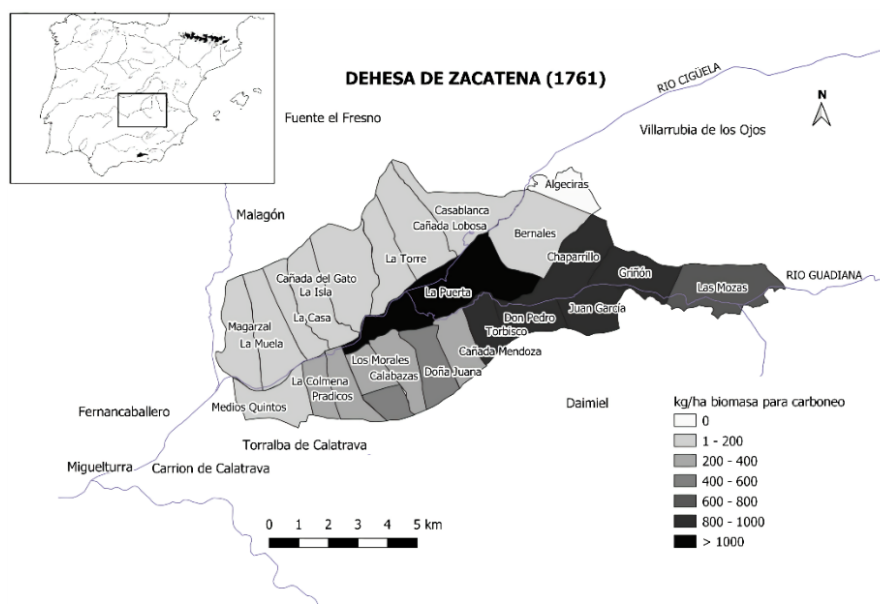 DEHESA DE ZACATENA (1761)
RIO CIGÜELA
N
Fuente el Fresno
Villarrubia de los Ojos
Algeciras
Malagón
Casablanca
Cañada Lobosa
Bernales
La Torre
Chaparrillo
Cañada del Gato
La Isla
Griñón
RIO GUADIANA
La Puerta
Las Mozas
La Casa
Juan García
Magarzal
Don Pedro
La Muela
Torbisco
Los Morales
Cañada Mendoza
Calabazas
Doña Juana
La Colmena
Pradicos
Medios Quintos
Fernancaballero
Daimiel
Torralba de Calatrava
Miguelturra
Carrion de Calatrava
kg/ha biomasa para carboneo
0
1 - 200
200 - 400
400 - 600
600 - 800
800 - 1000
> 1000
0 1 2 3 4 5 km